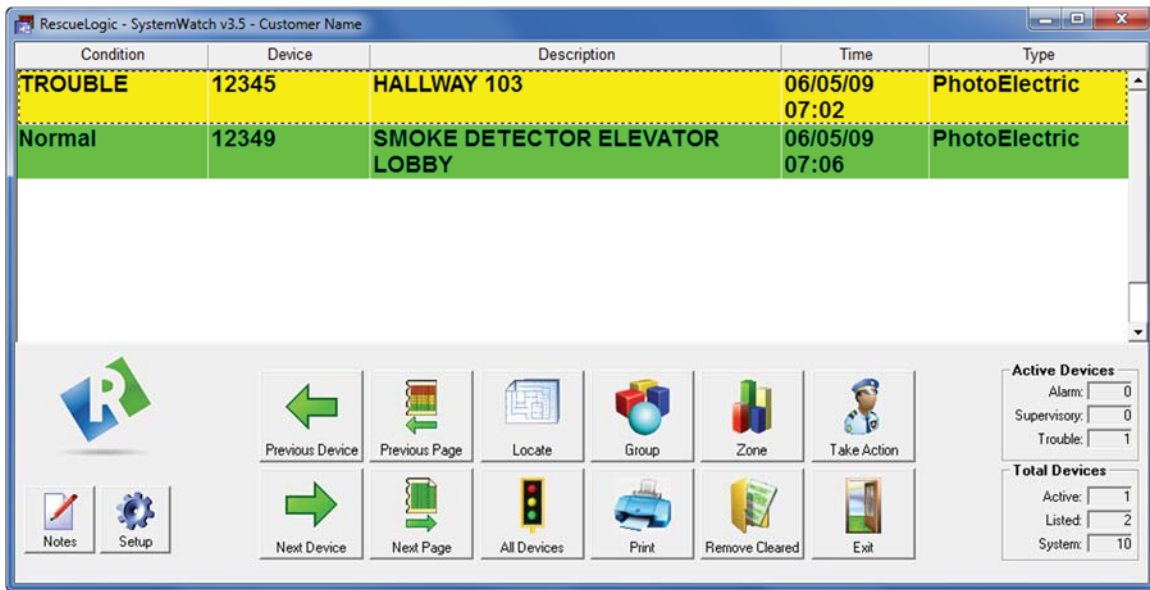 RescueLogic - SystemWatch v3.5 - Customer Name
Condition Device Description Time Type
TROUBLE 12345 HALLWAY 103 06/05/09 PhotoElectric
07:02
Normal 12349 SMOKE DETECTOR ELEVATOR 06/05/09 PhotoElectric
LOBBY 07:06
R
Previous Device Previous Page Locate Group Zone Take Action
Notes Setup
Next Device Next Page All Devices Print Remove Cleared Exit
Active Devices
Alarm: 0
Supervisory: 0
Trouble: 1
Total Devices
Active: 1
Listed: 2
System: 10